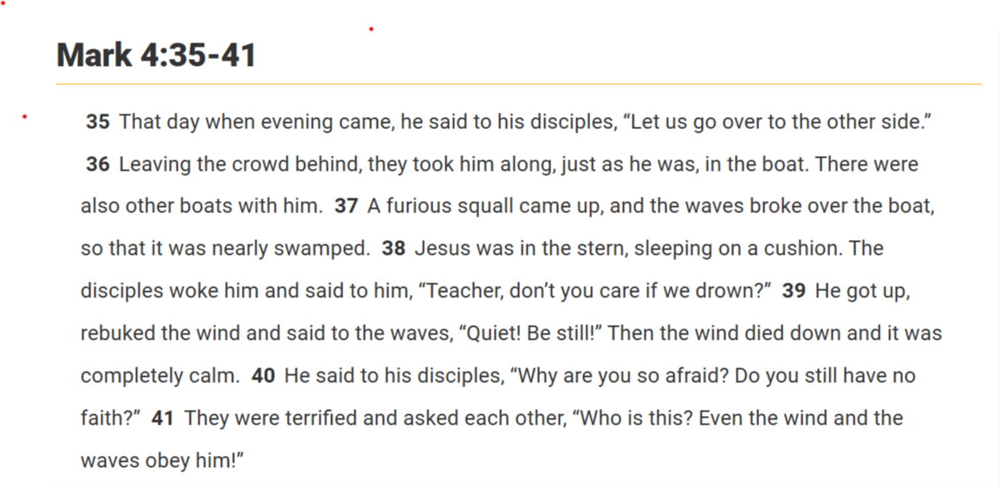 Mark 4:35-41
35 That day when evening came, he said to his disciples, “Let us go over to the other side.”
36 Leaving the crowd behind, they took him along, just as he was, in the boat. There were
also other boats with him. 37 A furious squall came up, and the waves broke over the boat,
so that it was nearly swamped. 38 Jesus was in the stern, sleeping on a cushion. The
disciples woke him and said to him, “Teacher, don’t you care if we drown?” 39 He got up,
rebuked the wind and said to the waves, “Quiet! Be still!” Then the wind died down and it was
completely calm. 40 He said to his disciples, “Why are you so afraid? Do you still have no
faith?” 41 They were terrified and asked each other, “Who is this? Even the wind and the
waves obey him!”